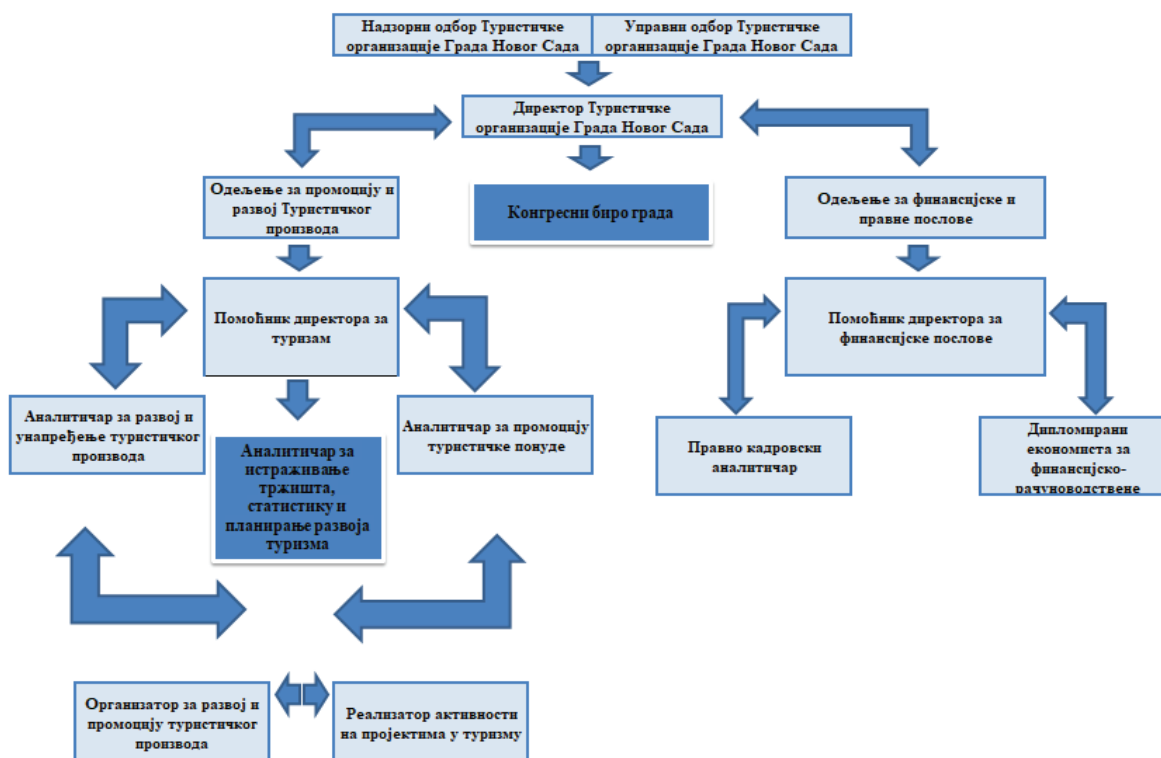 Надзорни одбор Туристичке
организације Града Новог Сада
Управни одбор Туристичке
организације Града Новог Сада
Директор Туристичке
организације Града Новог Сада
Одељење за промоцију и
развој Туристичког
производа
Конгресни биро града
Одељење за финансијске и
правне послове
Помоћник директора за
туризам
Помоћник директора за
финансијске послове
Аналитичар за развој и
унапређење туристичког
производа
Аналитичар за
истраживање
тржишта,
статистику и
планирање развоја
туризма
Аналитичар за промоцију
туристичке понуде
Правно кадровски
аналитичар
Дипломирани
економиста за
финансијско-
рачуноводствене
Организатор за развој и
промоцију туристичког
производа
Реализатор активности
на пројектима у туризму